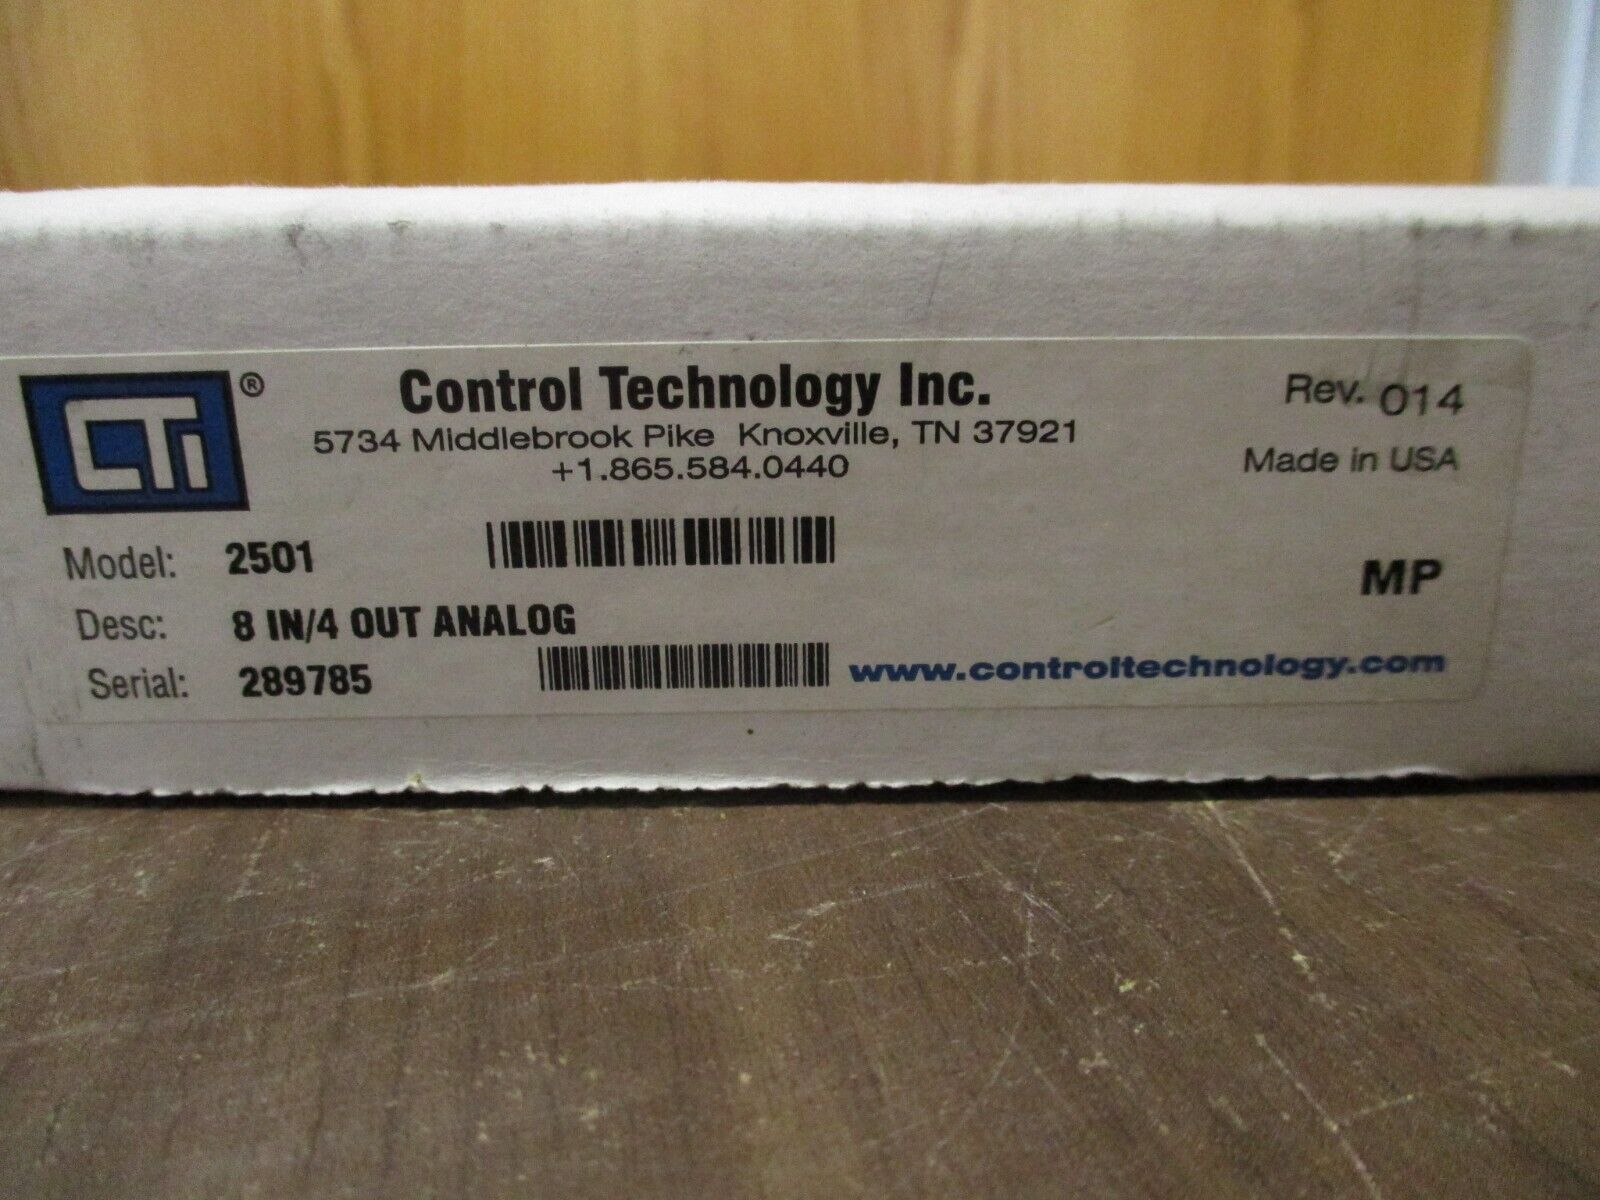 CTi ®
Control Technology Inc.
5734 Middlebrook Pike Knoxville, TN 37921
+1.865.584.0440
Rev. 014
Made in USA
Model: 2501
MP
Desc: 8 IN/4 OUT ANALOG
Serial: 289785
www.controltechnology.com